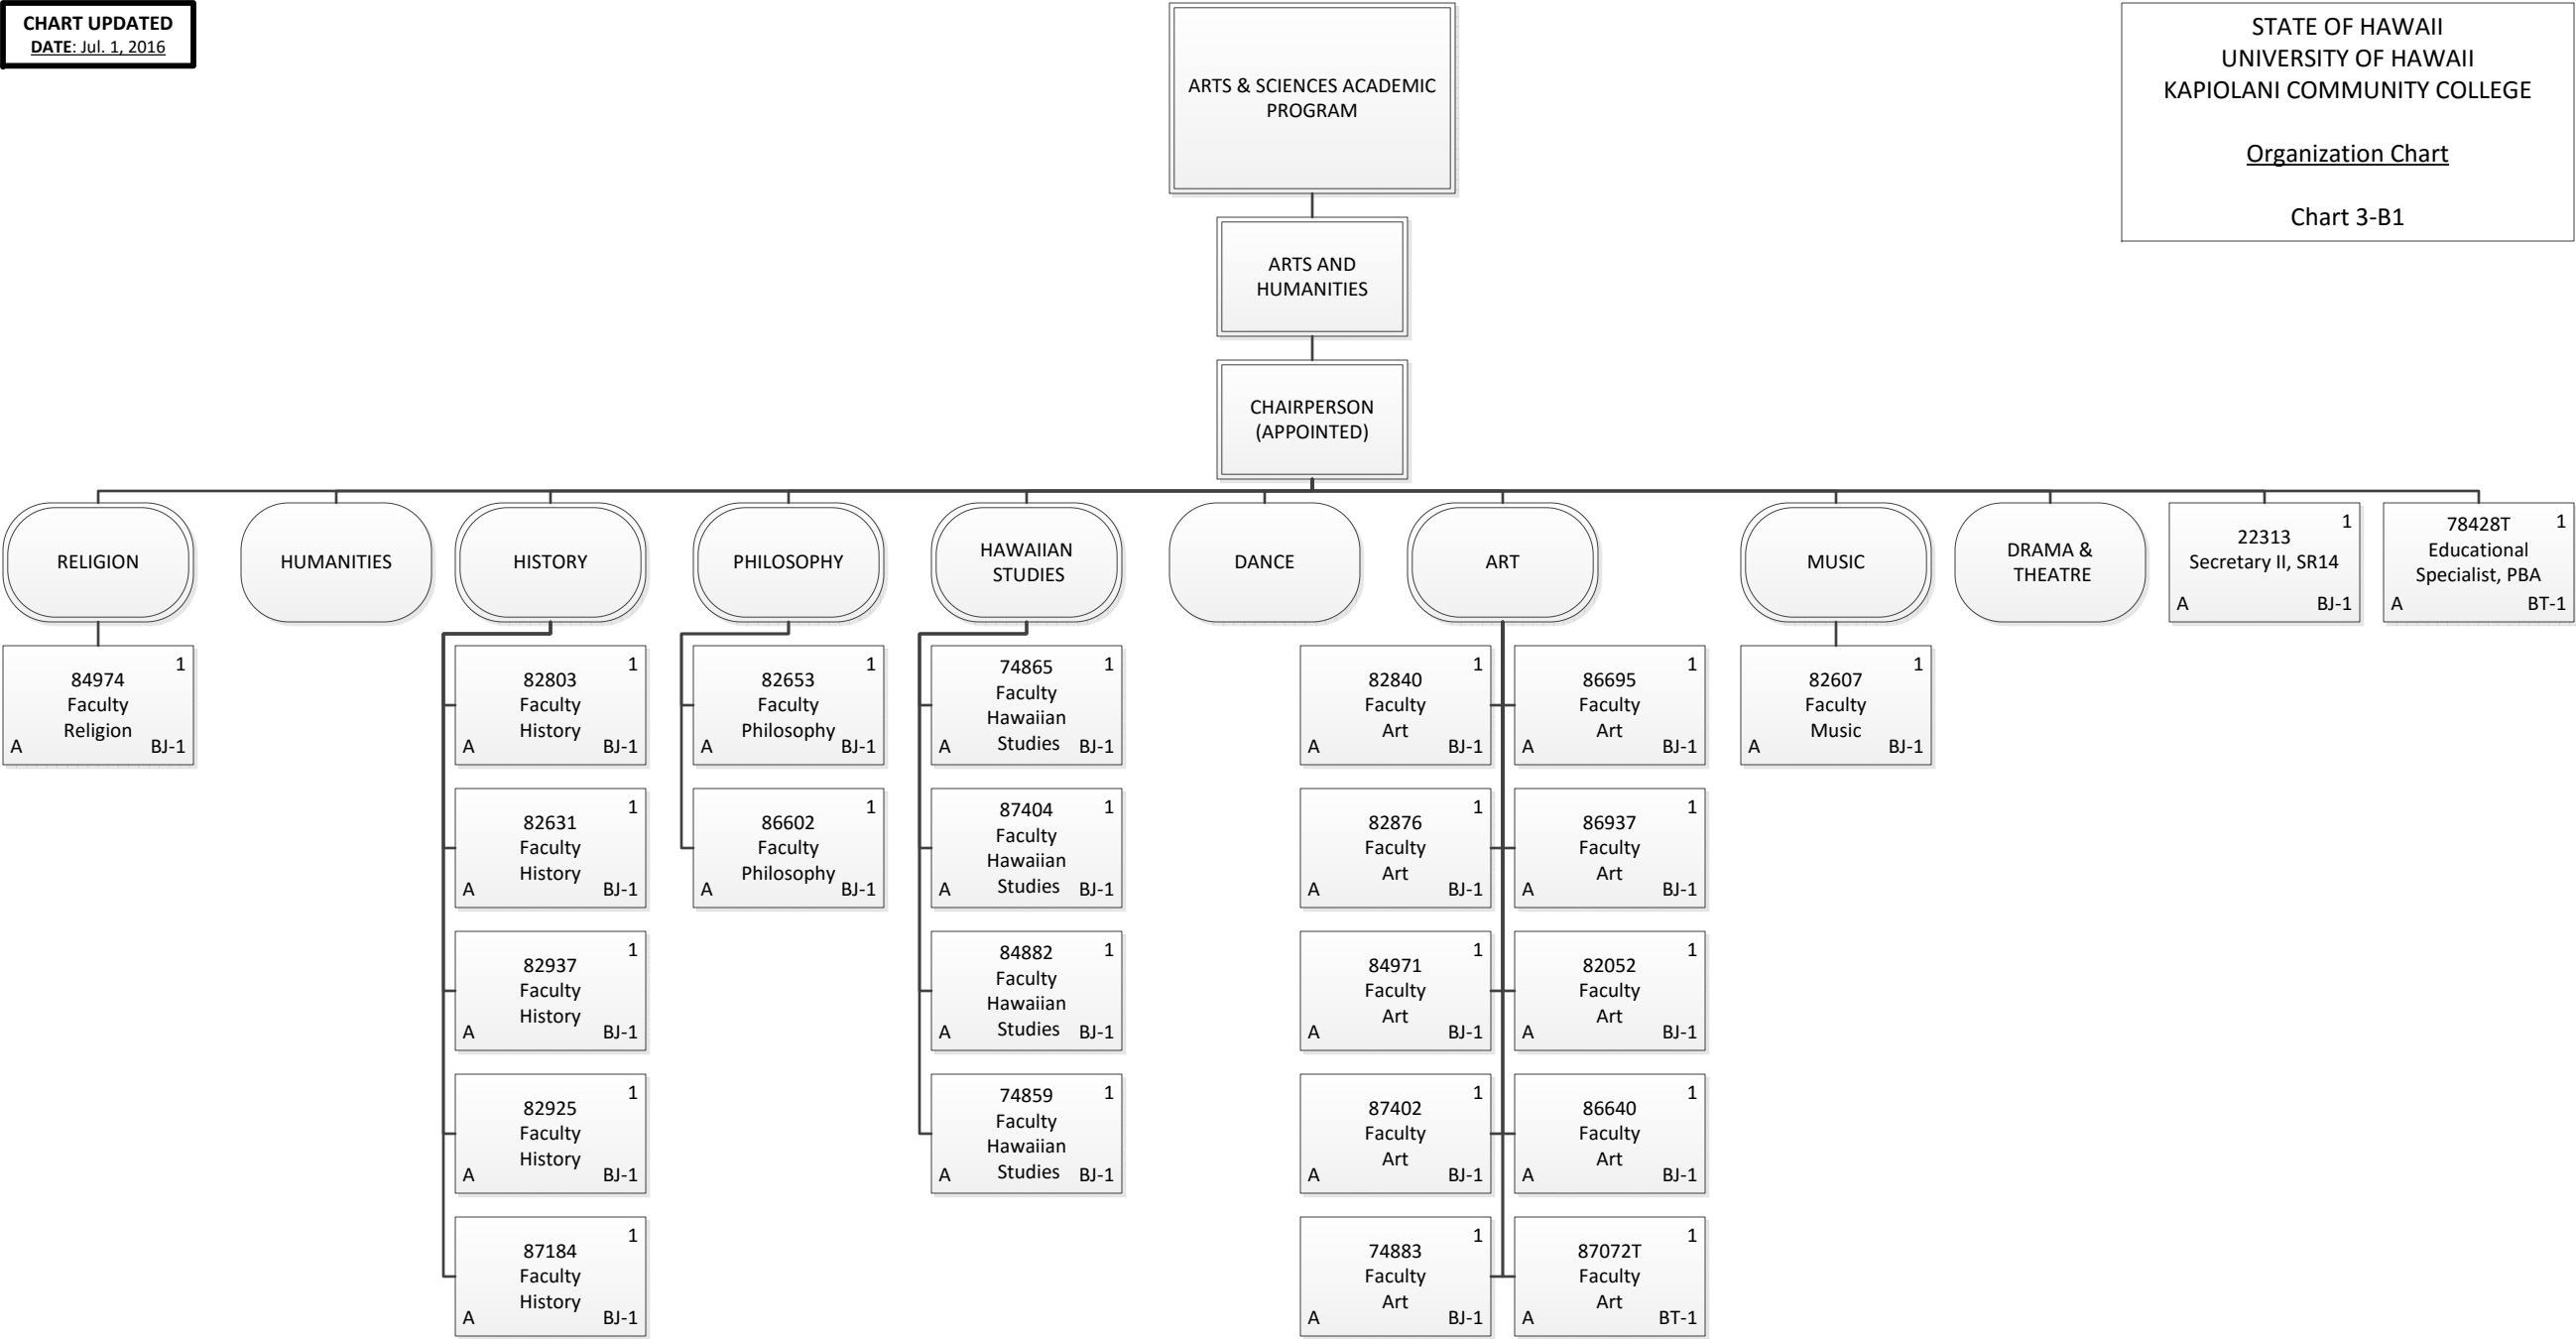 CHART UPDATED
DATE: Jul. 1, 2016
STATE OF HAWAII
UNIVERSITY OF HAWAII
KAPIOLANI COMMUNITY COLLEGE
Organization Chart
Chart 3-B1
ARTS & SCIENCES ACADEMIC
PROGRAM
ARTS AND
HUMANITIES
CHAIRPERSON
(APPOINTED)
RELIGION
HUMANITIES
HISTORY
PHILOSOPHY
HAWAIIAN
STUDIES
DANCE
ART
MUSIC
DRAMA &
THEATRE
1
22313
Secretary II, SR14
A BJ-1
78428T 1
Educational
Specialist, PBA
A BT-1
1
84974
Faculty
Religion
A BJ-1
1
82803
Faculty
History
A BJ-1
1
82631
Faculty
History
A BJ-1
1
82937
Faculty
History
A BJ-1
1
82925
Faculty
History
A BJ-1
1
87184
Faculty
History
A BJ-1
1
82653
Faculty
Philosophy
A BJ-1
1
86602
Faculty
Philosophy
A BJ-1
74865 1
Faculty
Hawaiian
Studies
A BJ-1
87404 1
Faculty
Hawaiian
Studies
A BJ-1
84882 1
Faculty
Hawaiian
Studies
A BJ-1
74859 1
Faculty
Hawaiian
Studies
A BJ-1
1
82840
Faculty
Art
A BJ-1
1
86695
Faculty
Art
A BJ-1
1
82876
Faculty
Art
A BJ-1
1
86937
Faculty
Art
A BJ-1
1
84971
Faculty
Art
A BJ-1
1
82052
Faculty
Art
A BJ-1
1
87402
Faculty
Art
A BJ-1
1
86640
Faculty
Art
A BJ-1
1
74883
Faculty
Art
A BJ-1
1
87072T
Faculty
Art
A BT-1
1
82607
Faculty
Music
A BJ-1